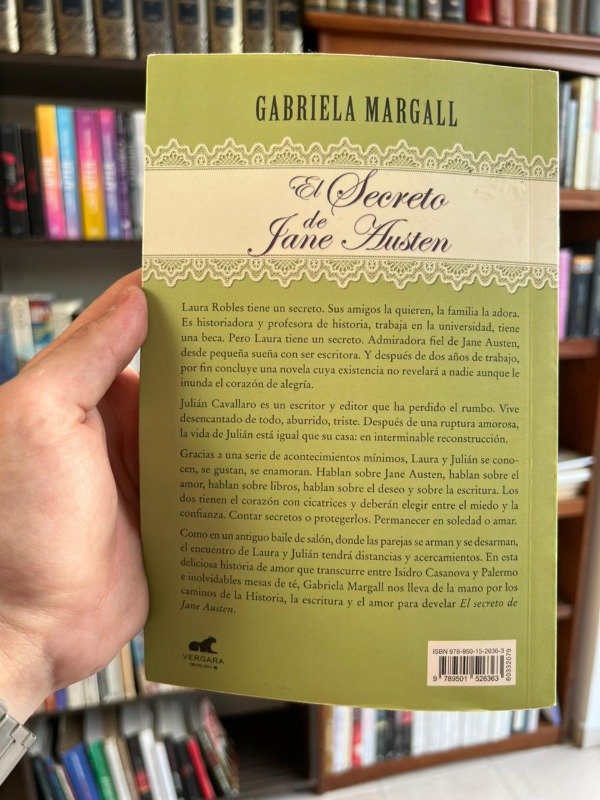 GABRIELA MARGALL
El Secreto
de
Jane Austen
Laura Robles tiene un secreto. Sus amigos la quieren, la familia la adora.
Es historiadora y profesora de historia, trabaja en la universidad, tiene
una beca. Pero Laura tiene un secreto. Admiradora fiel de Jane Austen,
desde pequeña sueña con ser escritora. Y después de dos años de trabajo,
por fin concluye una novela cuya existencia no revelará a nadie aunque le
inunda el corazón de alegría.
Julián Cavallaro es un escritor y editor que ha perdido el rumbo. Vive
desencantado de todo, aburrido, triste. Después de una ruptura amorosa,
la vida de Julián está igual que su casa: en interminable reconstrucción.
Gracias a una serie de acontecimientos mínimos, Laura y Julián se cono-
cen, se gustan, se enamoran. Hablan sobre Jane Austen, hablan sobre el
amor, hablan sobre libros, hablan sobre el deseo y sobre la escritura. Los
dos tienen el corazón con cicatrices y deberán elegir entre el miedo y la
confianza. Contar secretos o protegerlos. Permanecer en soledad o amar.
Como en un antiguo baile de salón, donde las parejas se arman y se desarman,
el encuentro de Laura y Julián tendrá distancias y acercamientos. En esta
deliciosa historia de amor que transcurre entre Isidro Casanova y Palermo
e inolvidables mesas de té, Gabriela Margall nos lleva de la mano por los
caminos de la Historia, la escritura y el amor para develar El secreto de
Jane Austen.
VERGARA
ISBN 978-950-15-2636-3
9 789501 526363
60332079